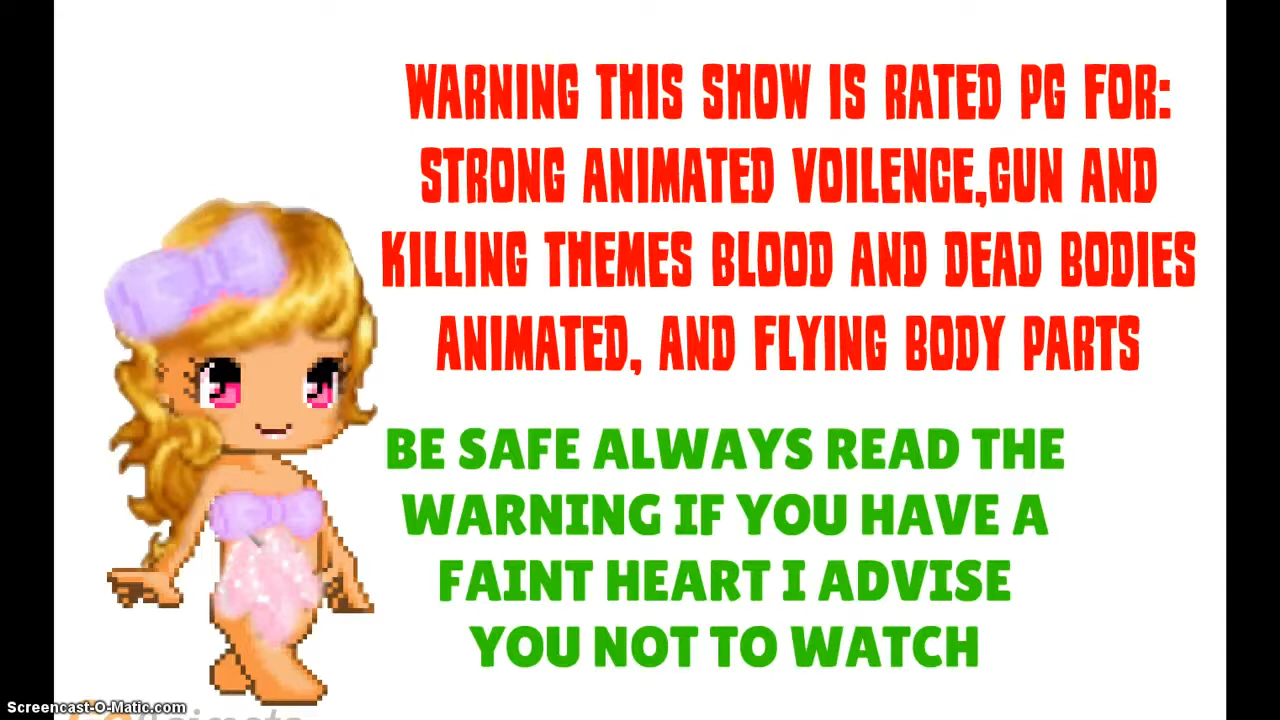 WARNING THIS SHOW IS RATED PG FOR:
STRONG ANIMATED VOILENCE,GUN AND
KILLING THEMES BLOOD AND DEAD BODIES
ANIMATED, AND FLYING BODY PARTS
BE SAFE ALWAYS READ THE
WARNING IF YOU HAVE A
FAINT HEART I ADVISE
YOU NOT TO WATCH
Screencast-O-Matic.com